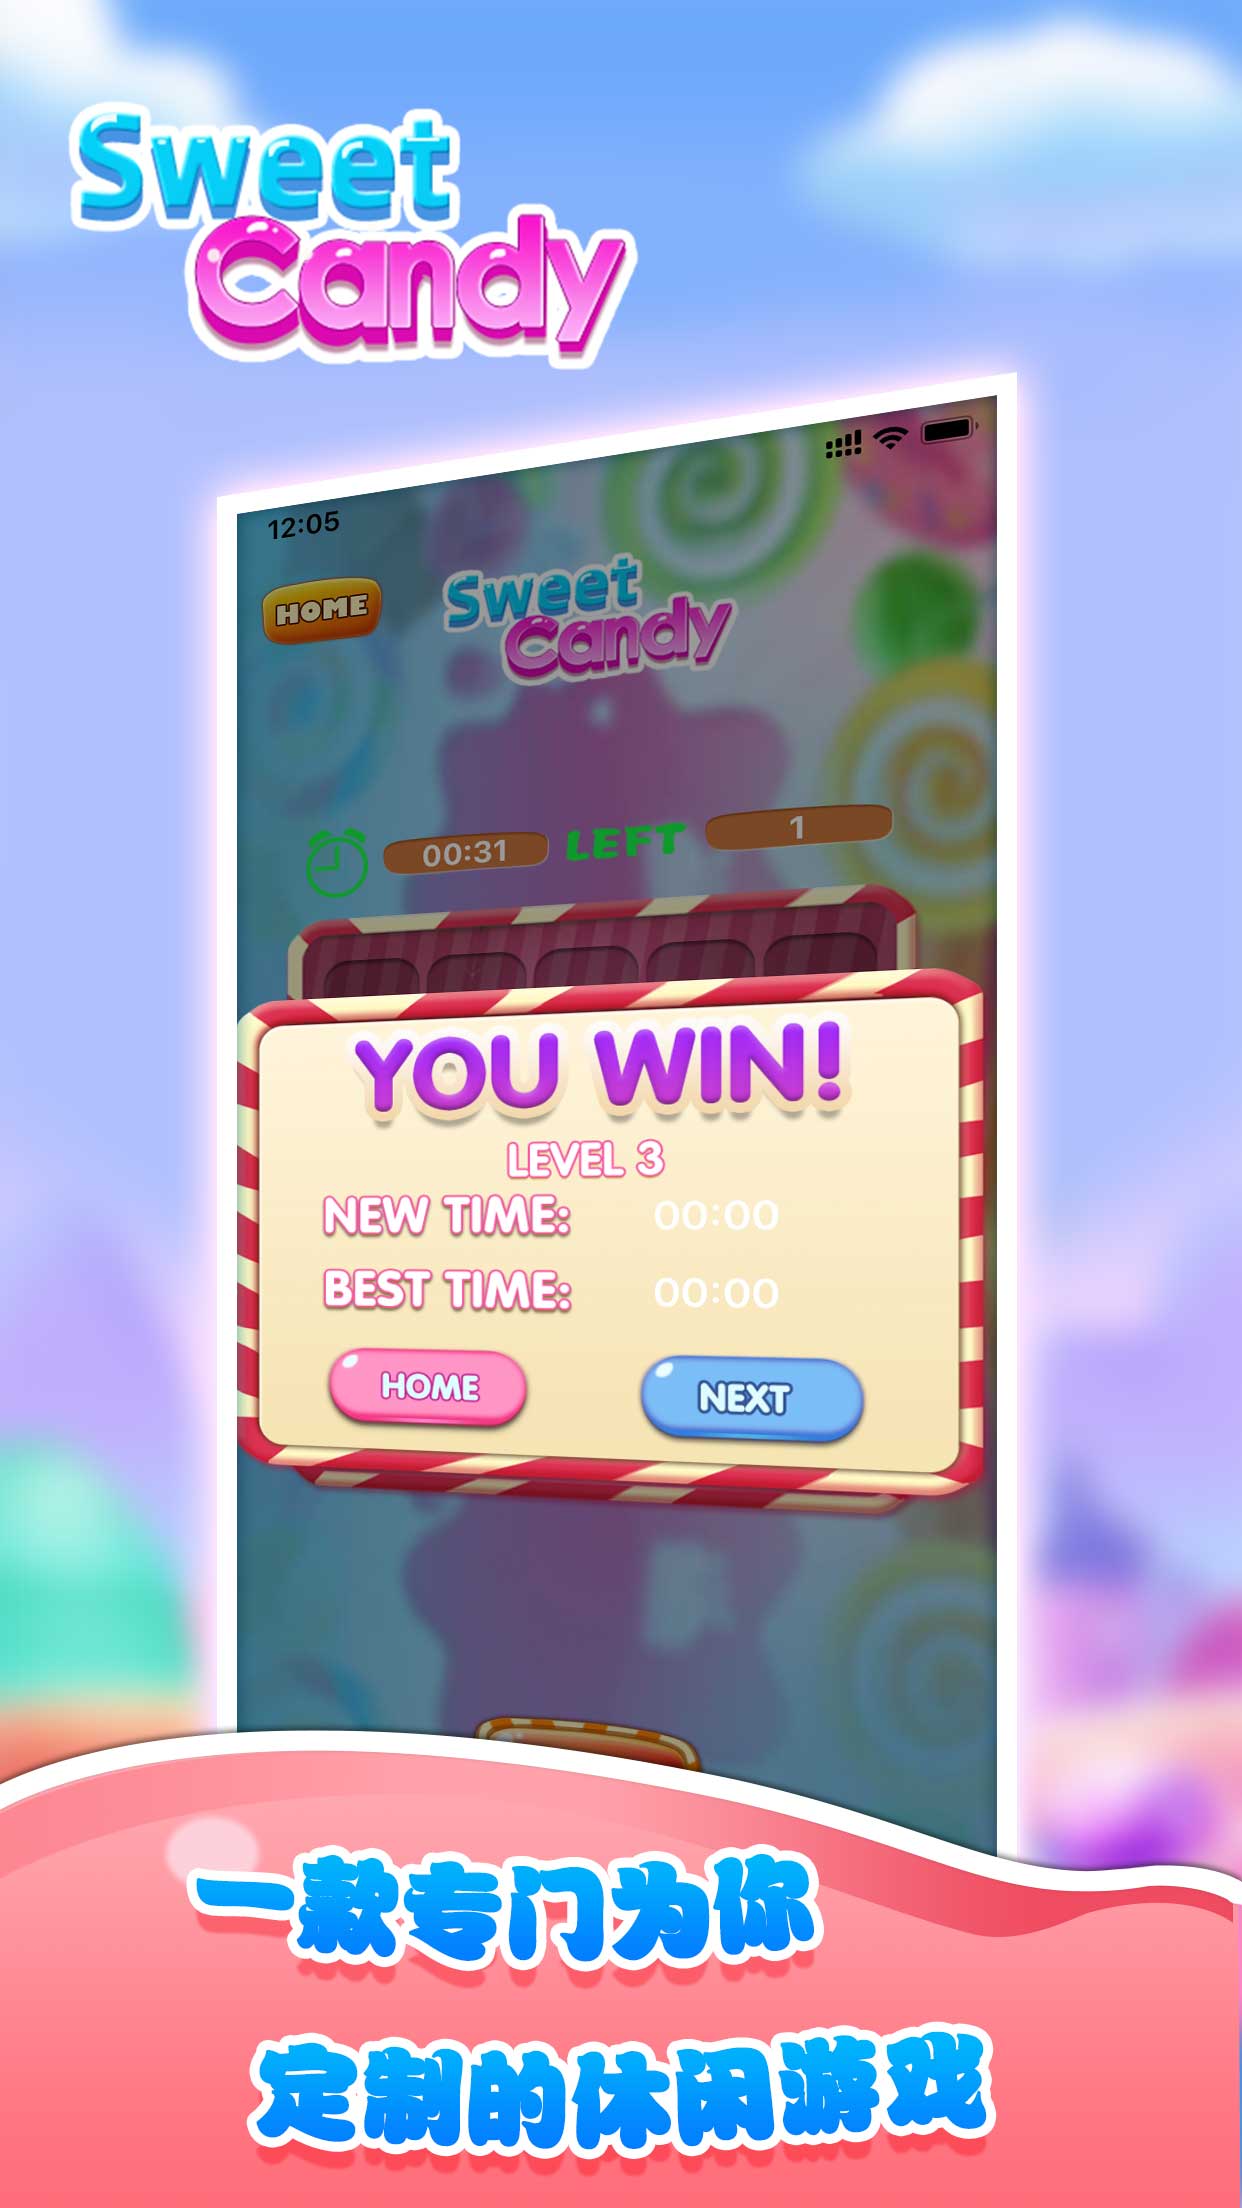 Sweet
Candy
12:05
HOME
Sweet
Candy
00:31 LEFT 1
YOU WIN!
LEVEL 3
NEW TIME: 00:00
BEST TIME: 00:00
HOME NEXT
一款专门为你
定制的休闲游戏